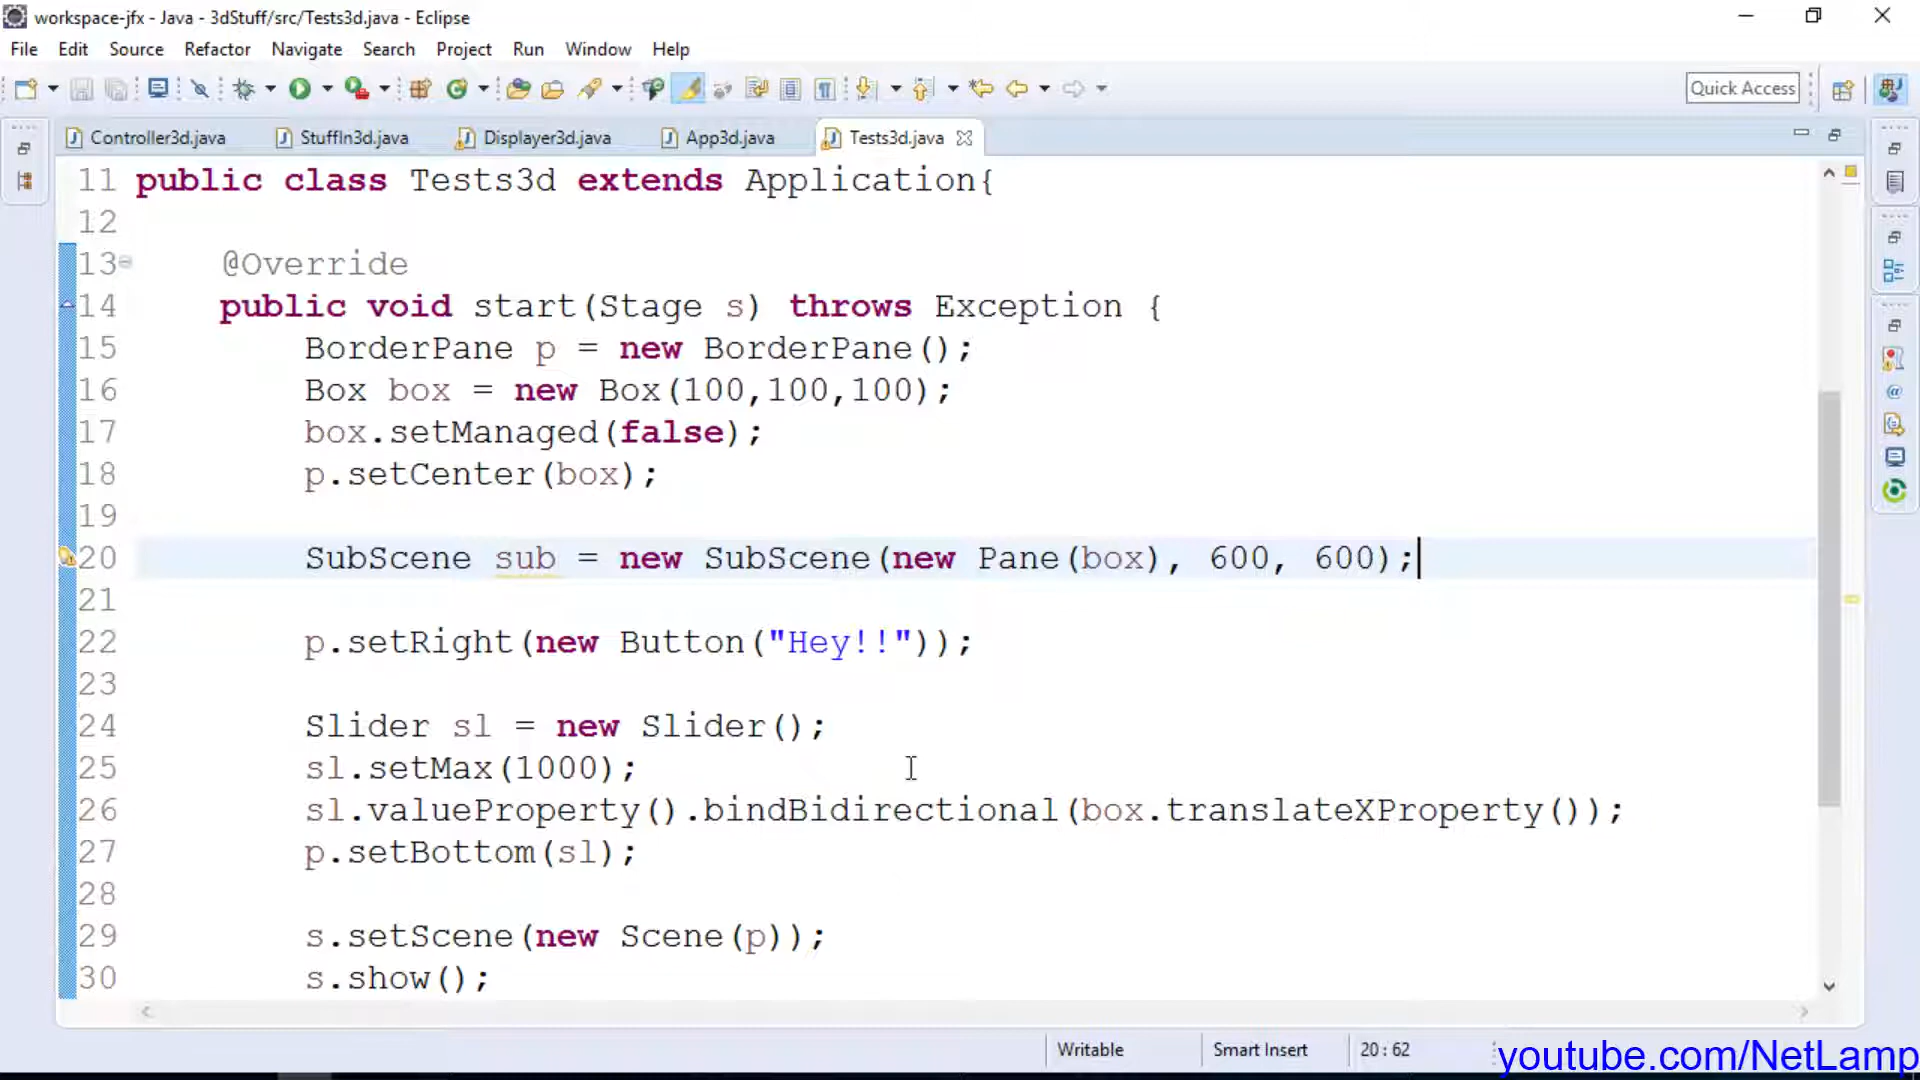 workspace-jfx - Java - 3dStuff/src/Tests3d.java - Eclipse
File Edit Source Refactor Navigate Search Project Run Window Help
Quick Access
Controller3d.java StuffIn3d.java Displayer3d.java App3d.java Tests3d.java
11 public class Tests3d extends Application{
12
13 @Override
14 public void start(Stage s) throws Exception {
15 BorderPane p = new BorderPane();
16 Box box = new Box(100,100,100);
17 box.setManaged(false);
18 p.setCenter(box);
19
20 SubScene sub = new SubScene(new Pane(box), 600, 600);
21
22 p.setRight(new Button("Hey!!"));
23
24 Slider sl = new Slider();
25 sl.setMax(1000);
26 sl.valueProperty().bindBidirectional(box.translateXProperty());
27 p.setBottom(sl);
28
29 s.setScene(new Scene(p));
30 s.show();
Writable Smart Insert 20 : 62
youtube.com/NetLamp